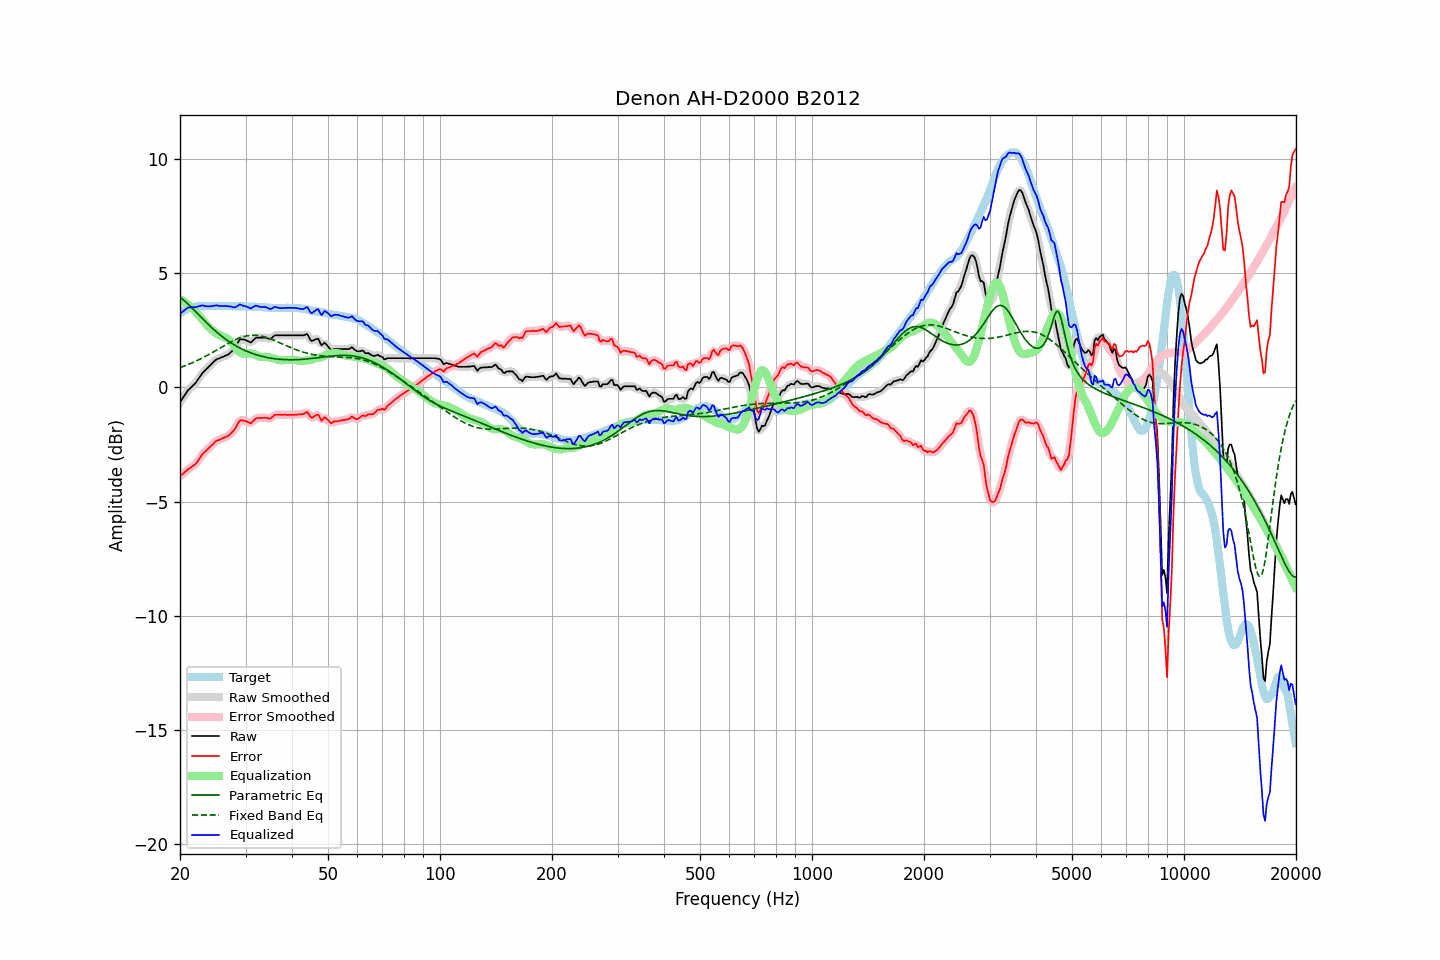 Denon AH-D2000 B2012
Amplitude (dBr)
10
5
0
−5
−10
−15
−20
Target
Raw Smoothed
Error Smoothed
Raw
Error
Equalization
Parametric Eq
Fixed Band Eq
Equalized
20 50 100 200 500 1000 2000 5000 10000 20000
Frequency (Hz)